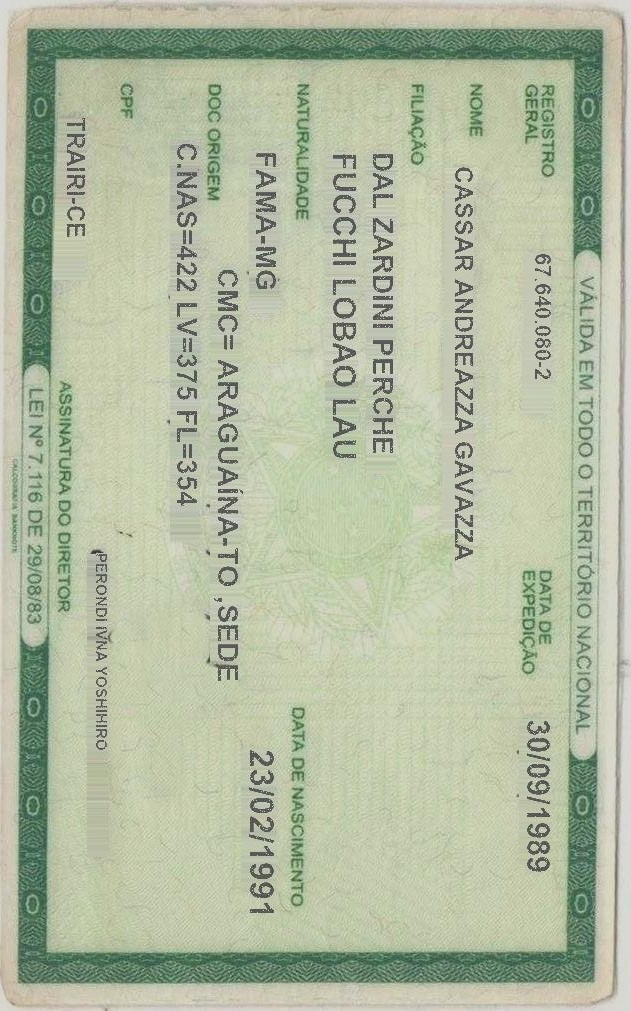 VÁLIDA EM TODO O TERRITÓRIO NACIONAL
REGISTRO GERAL 67.640.080-2 DATA DE EXPEDIÇÃO 30/09/1989
NOME CASSAR ANDREAZZA GAVAZZA
FILIAÇÃO
DAL ZARDINI PERCHE
FUCCHI LOBAO LAU
NATURALIDADE DATA DE NASCIMENTO
FAMA-MG 23/02/1991
DOC ORIGEM CMC= ARAGUAÍNA-TO ,SEDE
C.NAS=422 LV=375 FL=354
CPF
PERONDI IVNA YOSHIHIRO
TRAIRI-CE
ASSINATURA DO DIRETOR
LEI Nº 7.116 DE 29/08/83